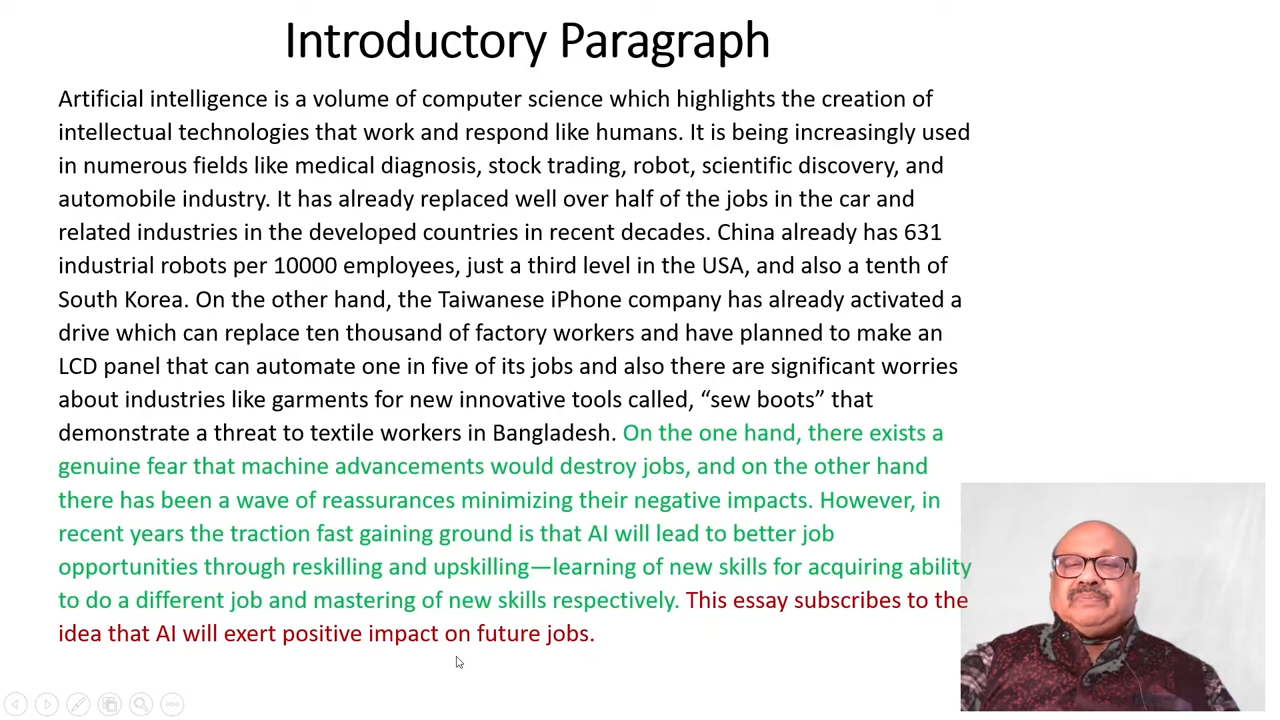 Introductory Paragraph
Artificial intelligence is a volume of computer science which highlights the creation of
intellectual technologies that work and respond like humans. It is being increasingly used
in numerous fields like medical diagnosis, stock trading, robot, scientific discovery, and
automobile industry. It has already replaced well over half of the jobs in the car and
related industries in the developed countries in recent decades. China already has 631
industrial robots per 10000 employees, just a third level in the USA, and also a tenth of
South Korea. On the other hand, the Taiwanese iPhone company has already activated a
drive which can replace ten thousand of factory workers and have planned to make an
LCD panel that can automate one in five of its jobs and also there are significant worries
about industries like garments for new innovative tools called, “sew boots” that
demonstrate a threat to textile workers in Bangladesh. On the one hand, there exists a
genuine fear that machine advancements would destroy jobs, and on the other hand
there has been a wave of reassurances minimizing their negative impacts. However, in
recent years the traction fast gaining ground is that AI will lead to better job
opportunities through reskilling and upskilling—learning of new skills for acquiring ability
to do a different job and mastering of new skills respectively. This essay subscribes to the
idea that AI will exert positive impact on future jobs.